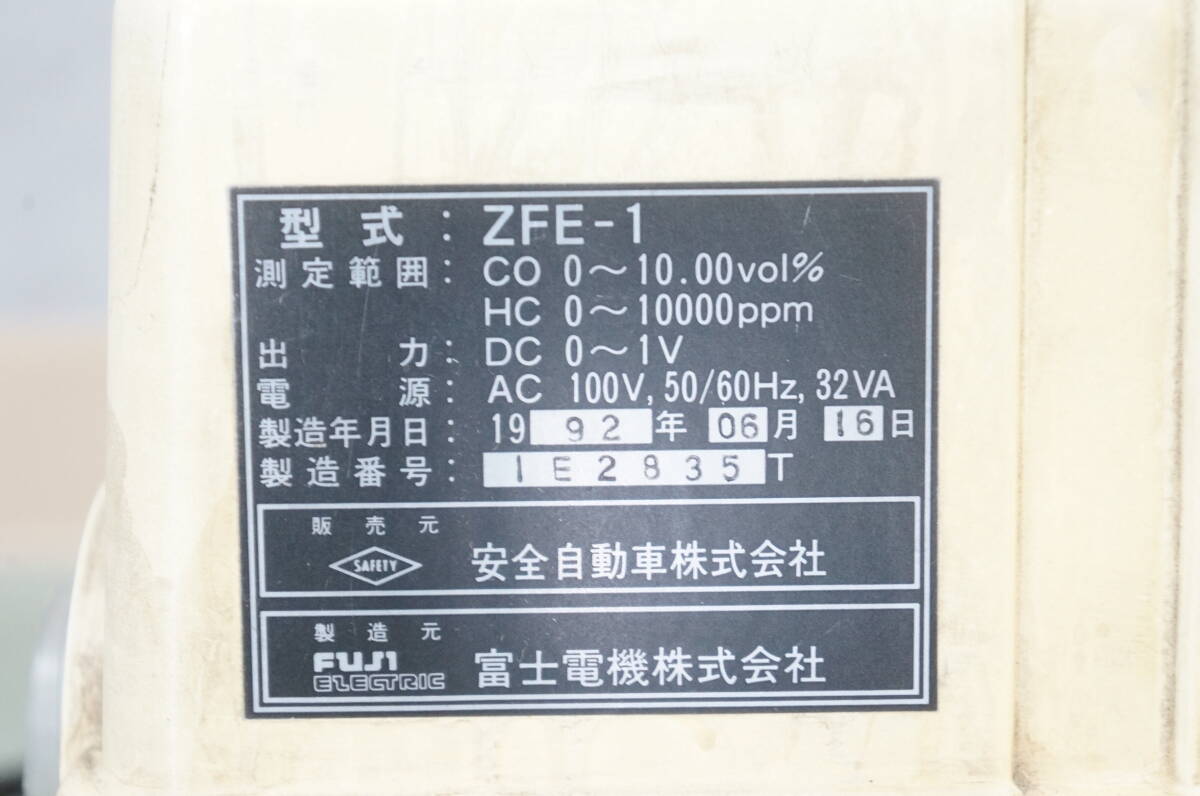 型式: ZFE-1
測定範囲: CO 0〜10.00vol%
HC 0〜10000ppm
出力: DC 0〜1V
電源: AC 100V, 50/60Hz, 32VA
製造年月日: 1992年 06月 16日
製造番号: 1E2835T
販売元
SAFETY 安全自動車株式会社
製造元
FUJI ELECTRIC 富士電機株式会社